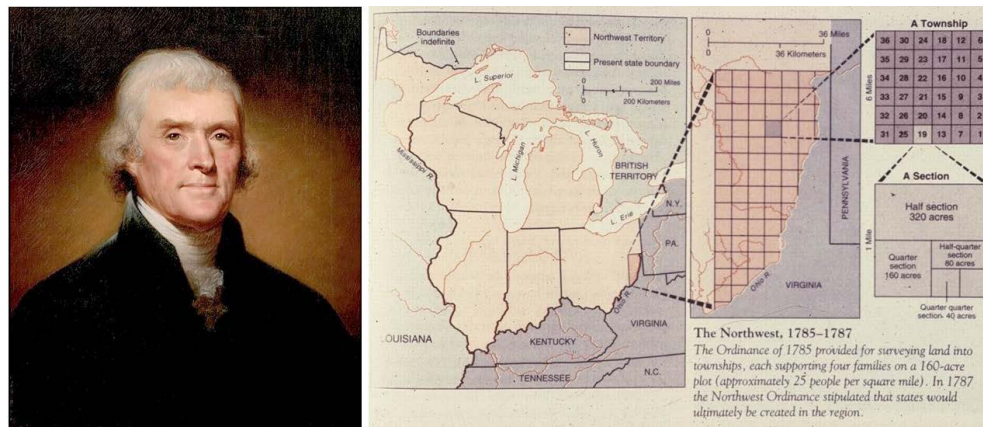 Boundaries
indefinite
Northwest Territory
Present state boundary
0
200 Miles
0
200 Kilometers
L. Superior
Mississippi R.
L. Michigan
L. Huron
BRITISH
TERRITORY
L. Erie
N.Y.
PA.
Ohio R.
VIRGINIA
KENTUCKY
OUISIANA
TENNESSEE
N.C.
0
36 Miles
0
36 Kilometers
PENNSYLVANIA
Ohio R.
VIRGINIA
A Township
36 30 24 18 12 6
35 29 23 17 11 5
34 28 22 16 10 4
33 27 21 15 9 3
32 26 20 14 8 2
31 25 19 13 7 1
6 Miles
A Section
1 Mile
Half section
320 acres
Quarter
section
160 acres
Half-quarter
section
80 acres
Quarter quarter
section- 40 acres
The Northwest, 1785–1787
The Ordinance of 1785 provided for surveying land into
townships, each supporting four families on a 160-acre
plot (approximately 25 people per square mile). In 1787
the Northwest Ordinance stipulated that states would
ultimately be created in the region.